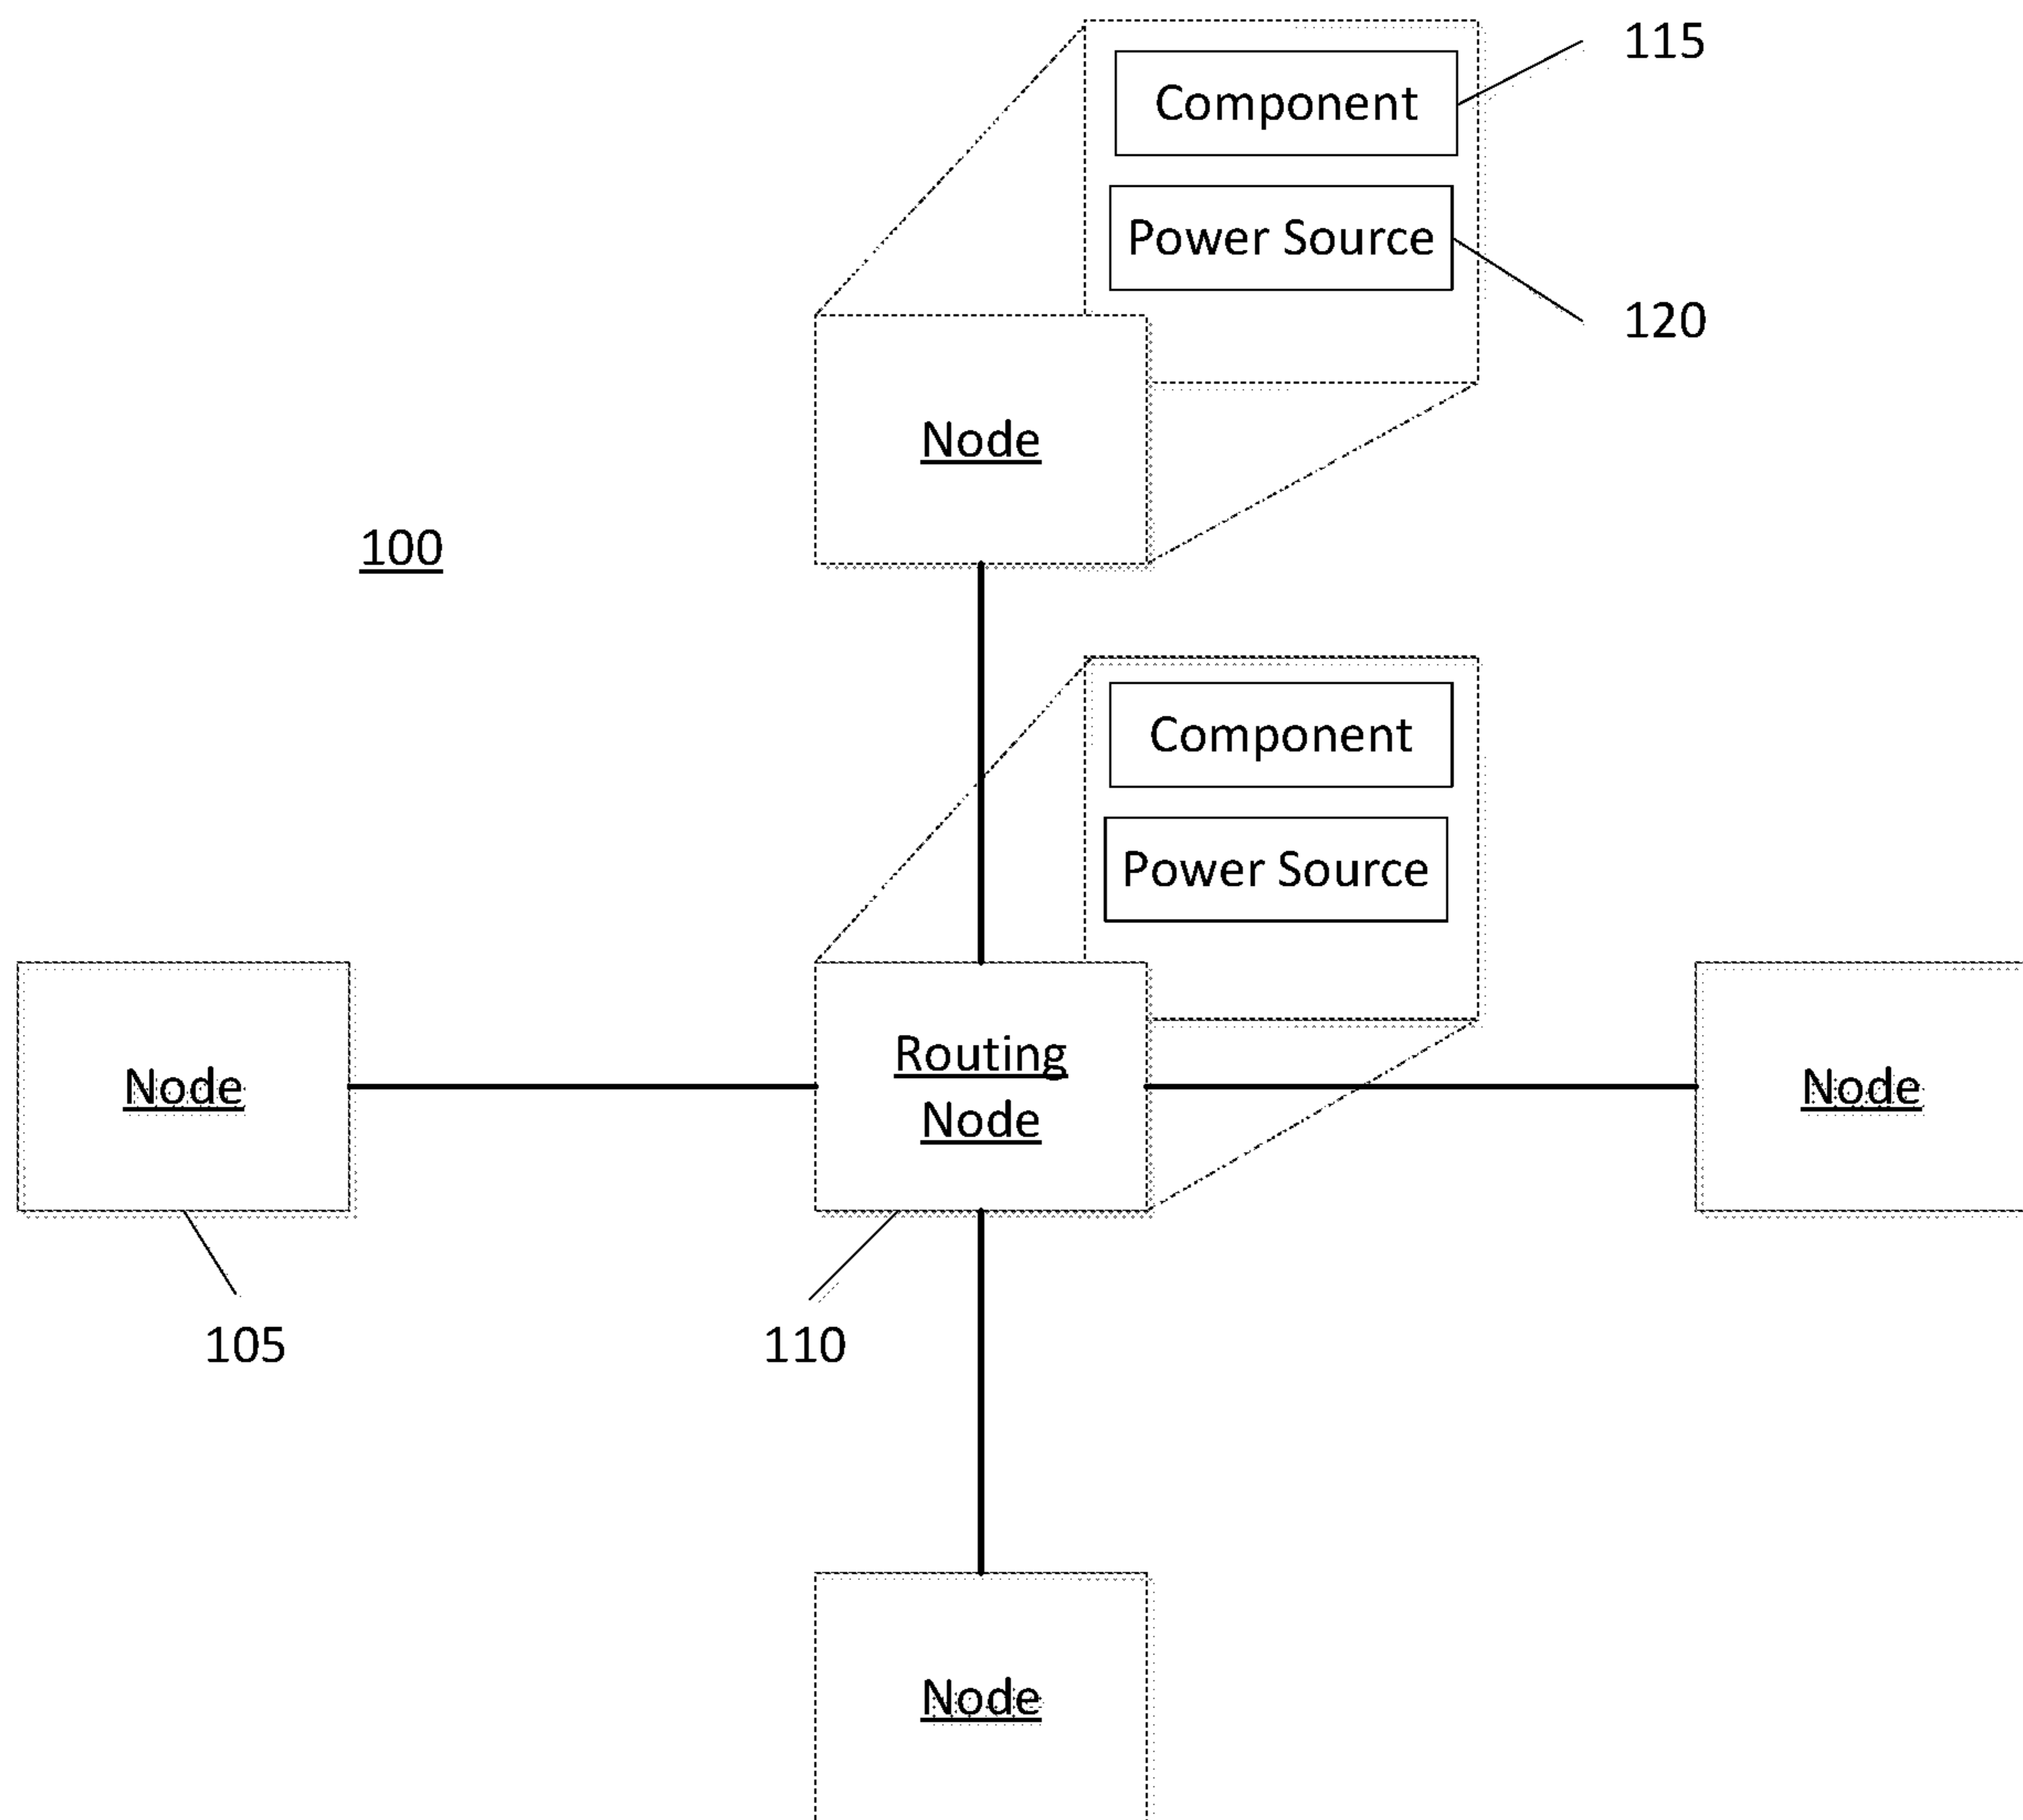 115
Component
Power Source
120
Node
100
Component
Power Source
Node
Routing
Node
Node
105
110
Node